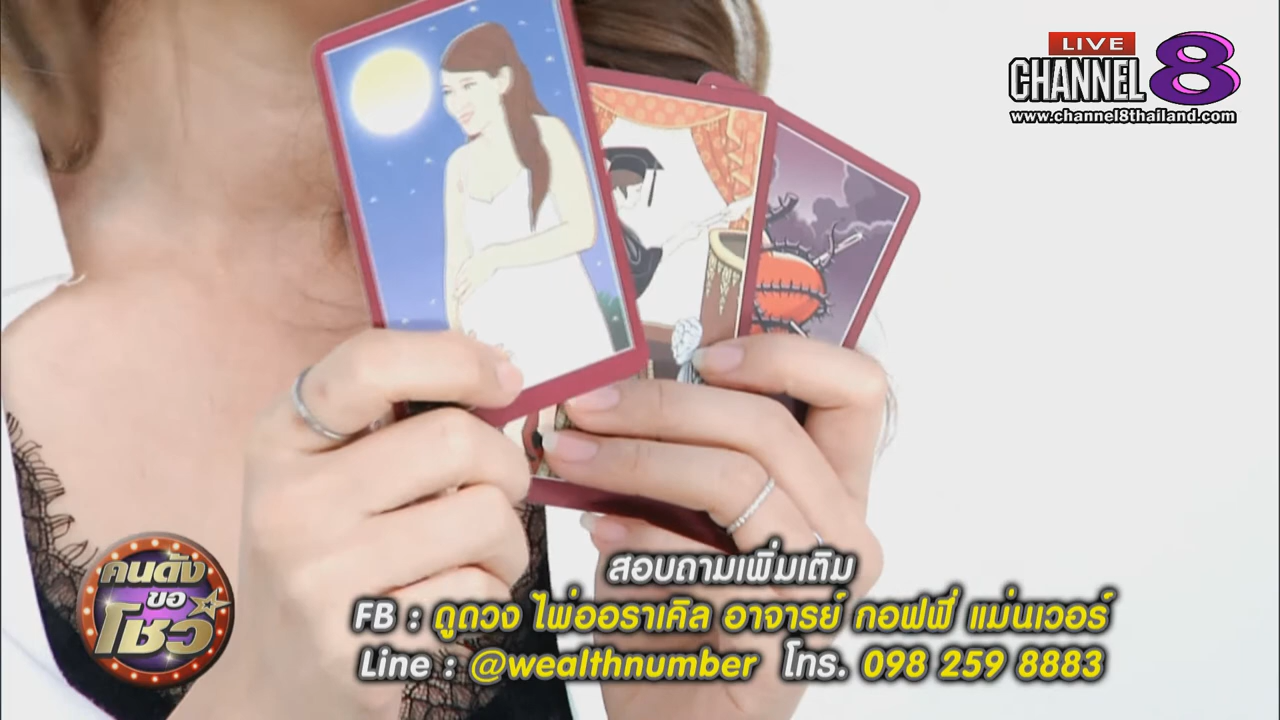 LIVE
CHANNEL 8
www.channel8thailand.com
คนดัง
ขอ
โชว์
สอบถามเพิ่มเติม
FB : ดูดวง ไพ่ออราเคิล อาจารย์ กอฟฟี่ แม่นเวอร์
Line : @wealthnumber โทร. 098 259 8883